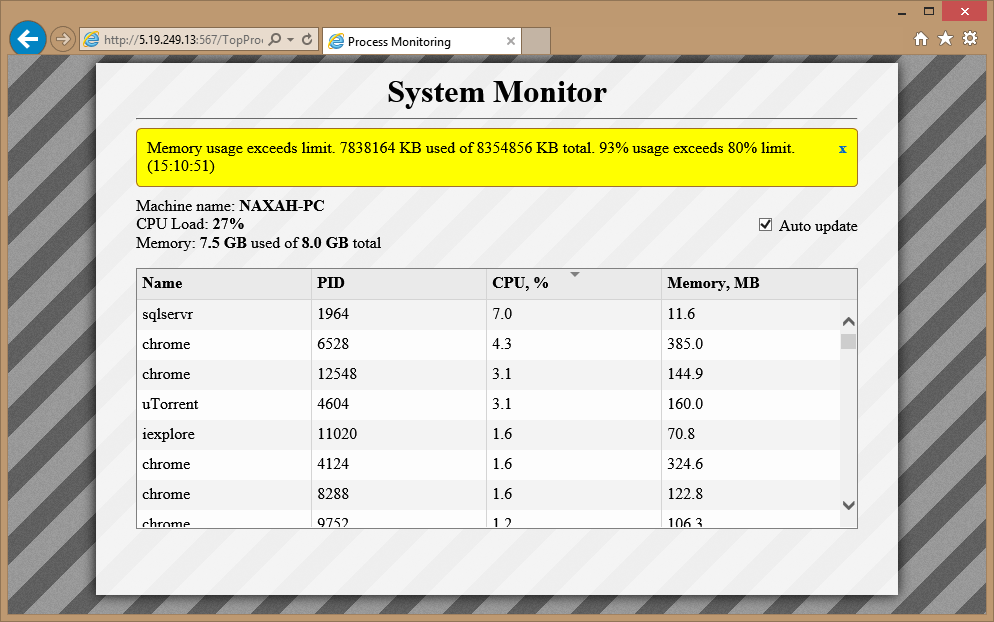 http://5.19.249.13:567/TopProc
Process Monitoring
System Monitor
Memory usage exceeds limit. 7838164 KB used of 8354856 KB total. 93% usage exceeds 80% limit. x
(15:10:51)
Machine name: NAXAH-PC
CPU Load: 27%
Auto update
Memory: 7.5 GB used of 8.0 GB total
Name PID CPU, % Memory, MB
sqlservr 1964 7.0 11.6
chrome 6528 4.3 385.0
chrome 12548 3.1 144.9
uTorrent 4604 3.1 160.0
iexplore 11020 1.6 70.8
chrome 4124 1.6 324.6
chrome 8288 1.6 122.8
chrome 9752 1.2 106.3